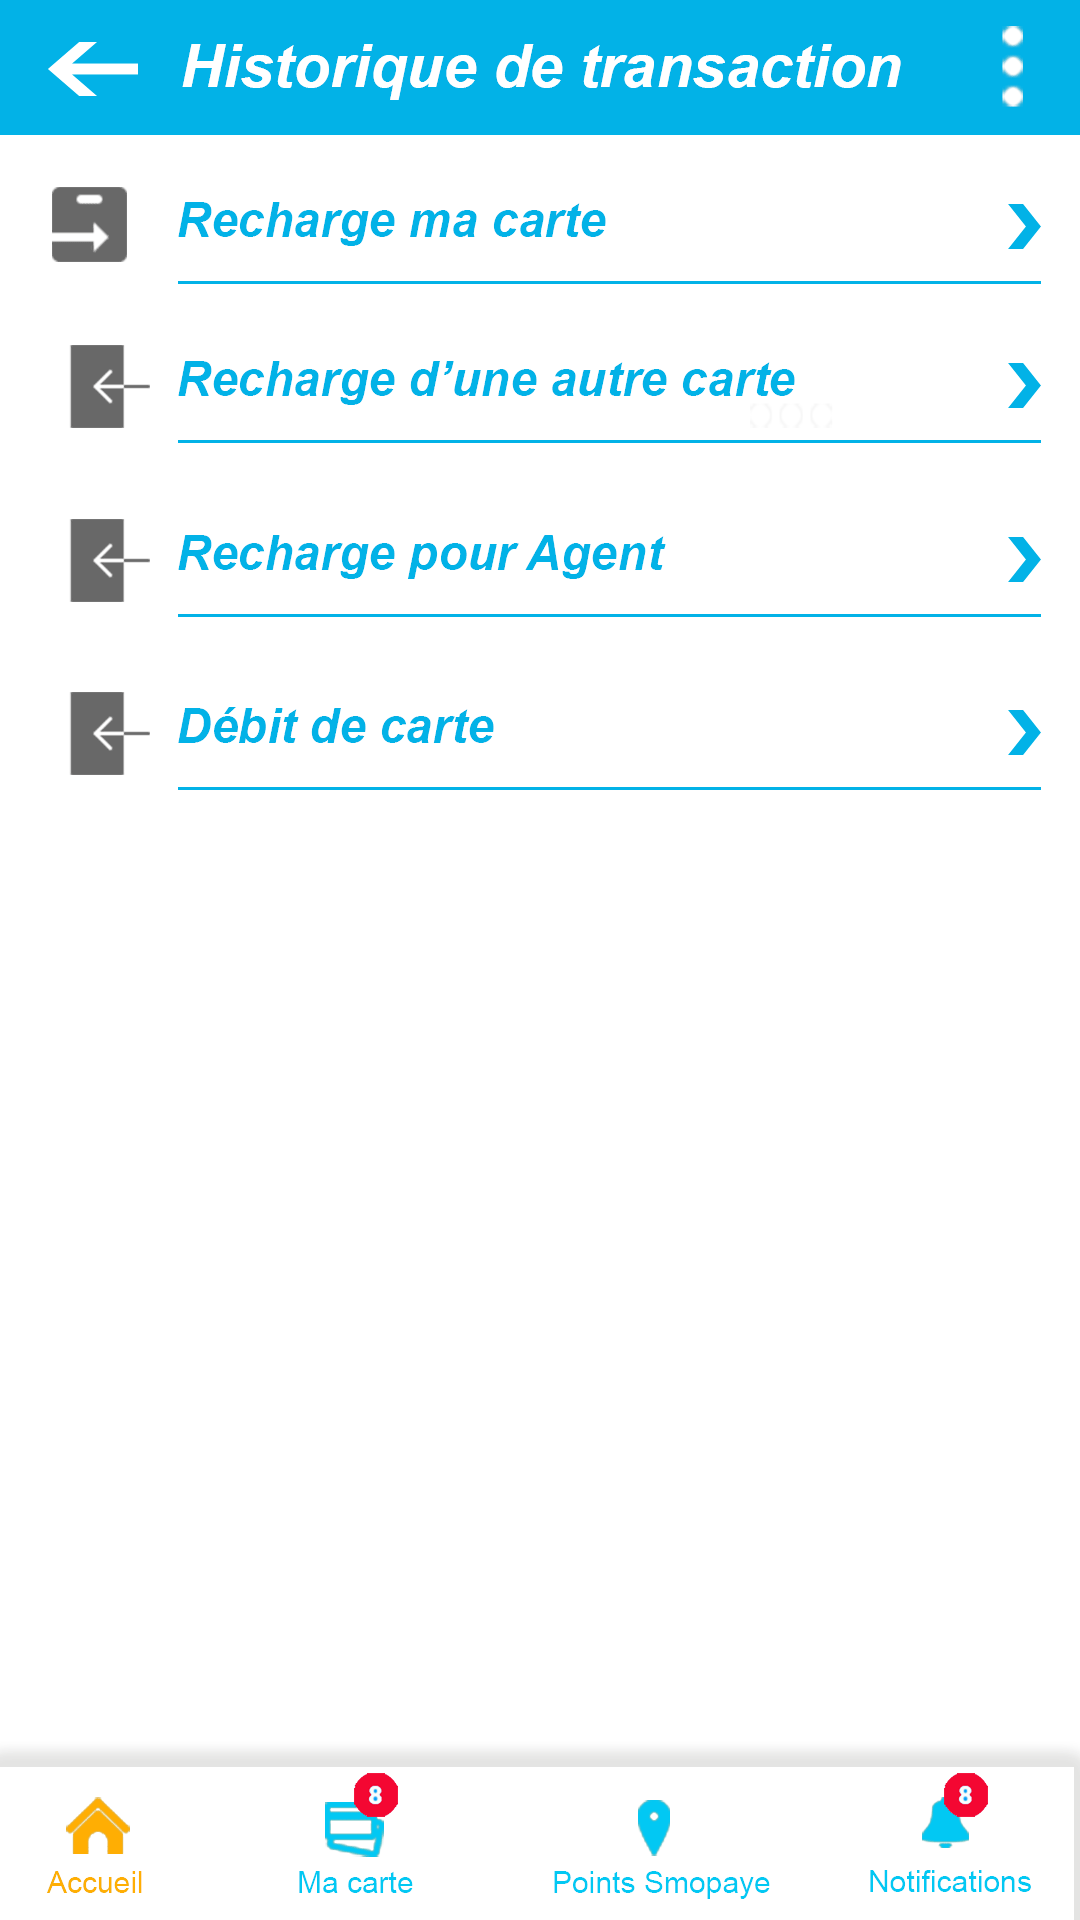 Historique de transaction
Recharge ma carte
Recharge d’une autre carte
Recharge pour Agent
Débit de carte
8
8
Accueil
Ma carte
Points Smopaye
Notifications